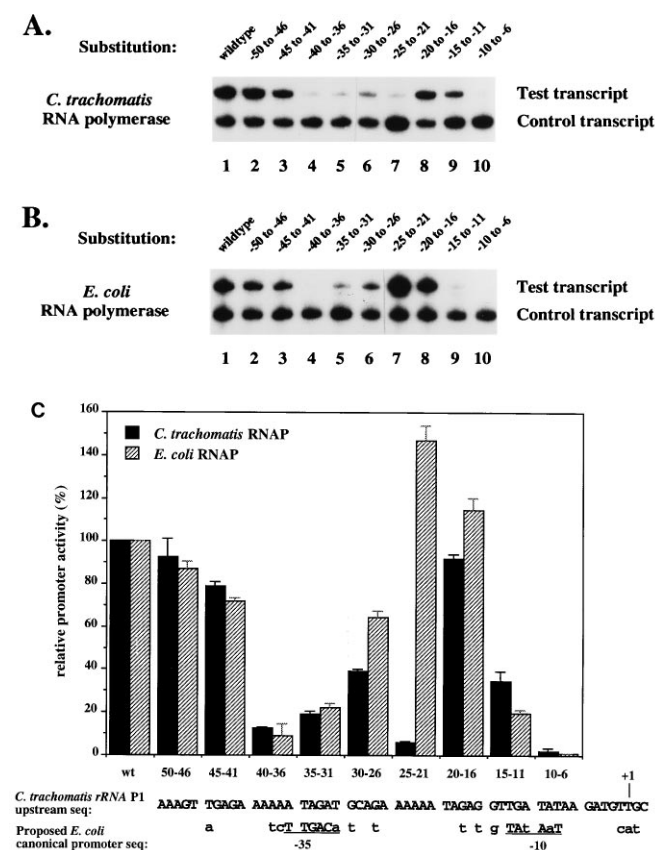 A.
Substitution:
wildtype
-50 to -46
-45 to -41
-40 to -36
-35 to -31
-30 to -26
-25 to -21
-20 to -16
-15 to -11
-10 to -6
C. trachomatis
RNA polymerase
Test transcript
Control transcript
1 2 3 4 5 6 7 8 9 10
B.
Substitution:
wildtype
-50 to -46
-45 to -41
-40 to -36
-35 to -31
-30 to -26
-25 to -21
-20 to -16
-15 to -11
-10 to -6
E. coli
RNA polymerase
Test transcript
Control transcript
1 2 3 4 5 6 7 8 9 10
C
relative promoter activity (%)
160
140
120
100
80
60
40
20
0
C. trachomatis RNAP
E. coli RNAP
wt 50-46 45-41 40-36 35-31 30-26 25-21 20-16 15-11 10-6
+1
C. trachomatis rRNA P1
upstream seq:
AAAGT TGAGA AAAAA TAGAT GCAGA AAAAA TAGAG GTTGA TATAA GATGTTGC
Proposed E. coli
canonical promoter seq:
a tcT TGACa t t t t g TAt AaT cat
-35 -10